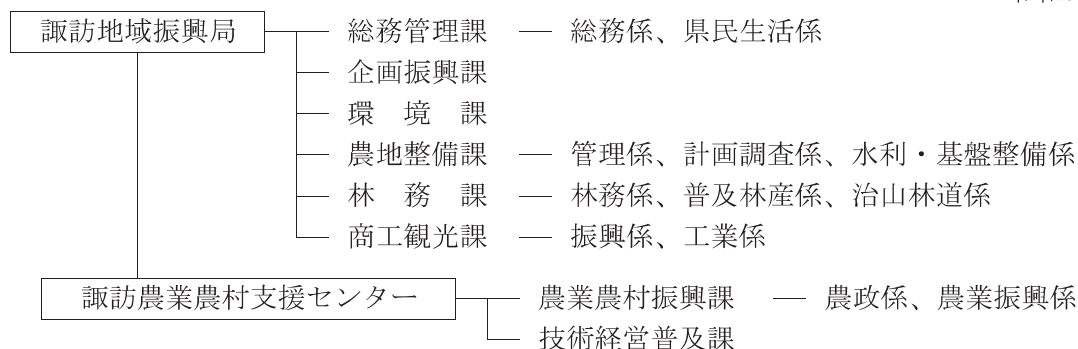 諏訪地域振興局 総務管理課 総務係、県民生活係
企画振興課
環　境　課
農地整備課 管理係、計画調査係、水利・基盤整備係
林　務　課 林務係、普及林産係、治山林道係
商工観光課 振興係、工業係
諏訪農業農村支援センター 農業農村振興課 農政係、農業振興係
技術経営普及課